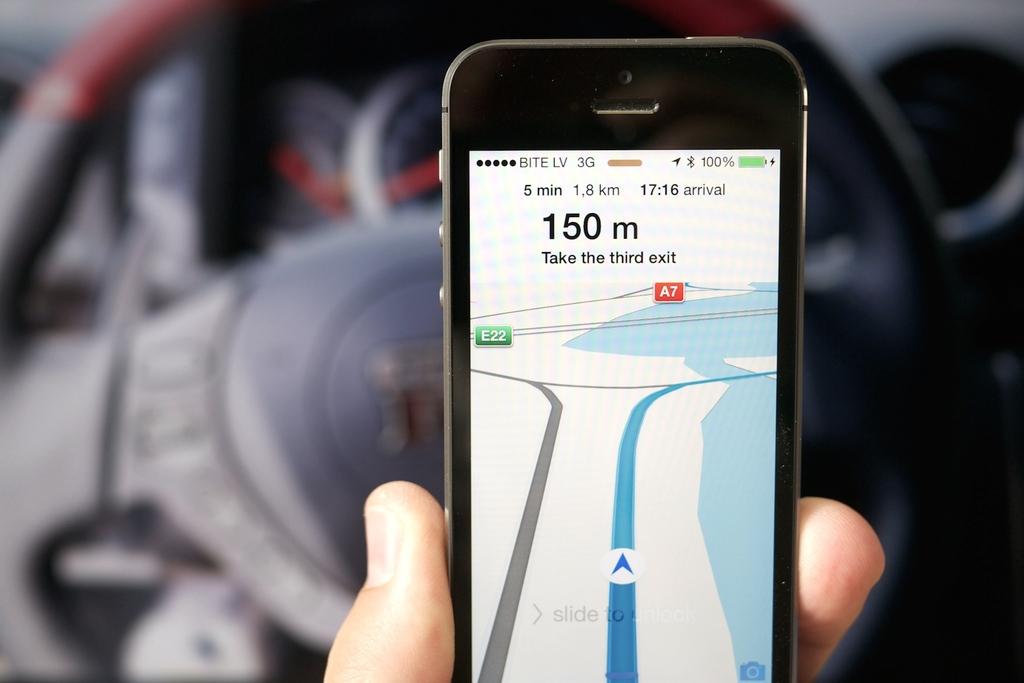 BITE LV 3G 100%
5 min 1,8 km 17:16 arrival
150 m
Take the third exit
A7
E22
slide to unlock